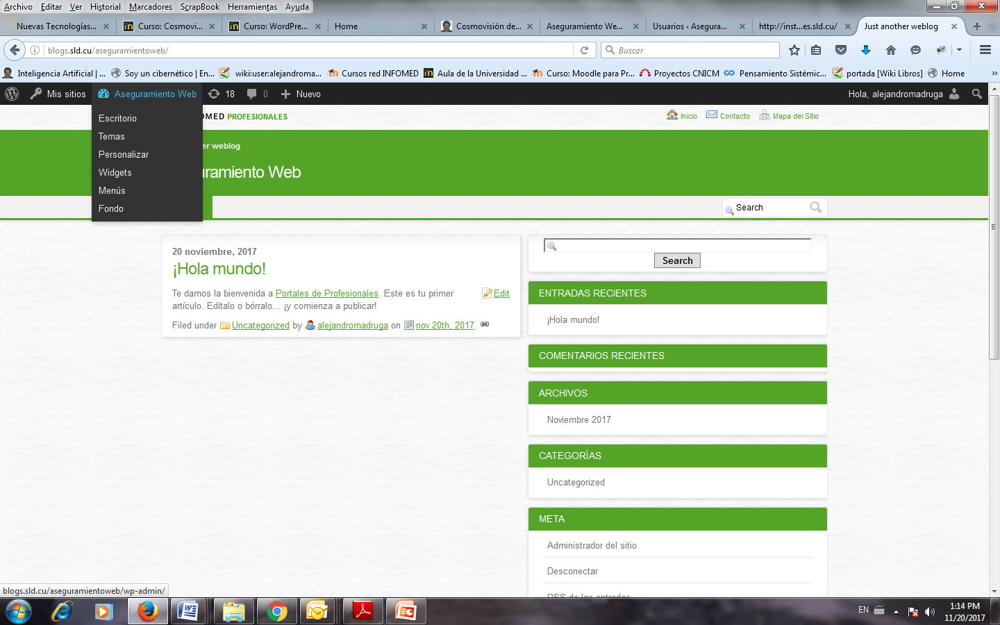 Archivo Editar Ver Historial Marcadores ScrapBook Herramientas Ayuda
Nuevas Tecnologías... Curso: Cosmovi... Curso: WordPre... Home Cosmovisión de... Aseguramiento We... Usuarios ‹ Asegura... http://inst...es.sld.cu/ Just another weblog
blogs.sld.cu/aseguramientoweb/ Buscar
Inteligencia Artificial | ... Soy un cibernético | En... wiki:user:alejandroma... Cursos red INFOMED Aula de la Universidad ... Curso: Moodle para Pr... Proyectos CNICM Pensamiento Sistémic... portada [Wiki Libros] Home »
Mis sitios Aseguramiento Web 18 0 Nuevo Hola, alejandromadruga
OMED PROFESIONALES Inicio Contacto Mapa del Sitio
Escritorio
Temas
Personalizar
Widgets
Menús
Fondo
er weblog
uramiento Web
Search
20 noviembre, 2017
¡Hola mundo!
Te damos la bienvenida a Portales de Profesionales. Este es tu primer
artículo. Edítalo o bórralo... ¡y comienza a publicar!
Edit
Filed under Uncategorized by alejandromadruga on nov 20th, 2017.
Search
ENTRADAS RECIENTES
¡Hola mundo!
COMENTARIOS RECIENTES
ARCHIVOS
Noviembre 2017
CATEGORÍAS
Uncategorized
META
Administrador del sitio
Desconectar
RSS de las entradas
blogs.sld.cu/aseguramientoweb/wp-admin/
EN 1:14 PM
11/20/2017